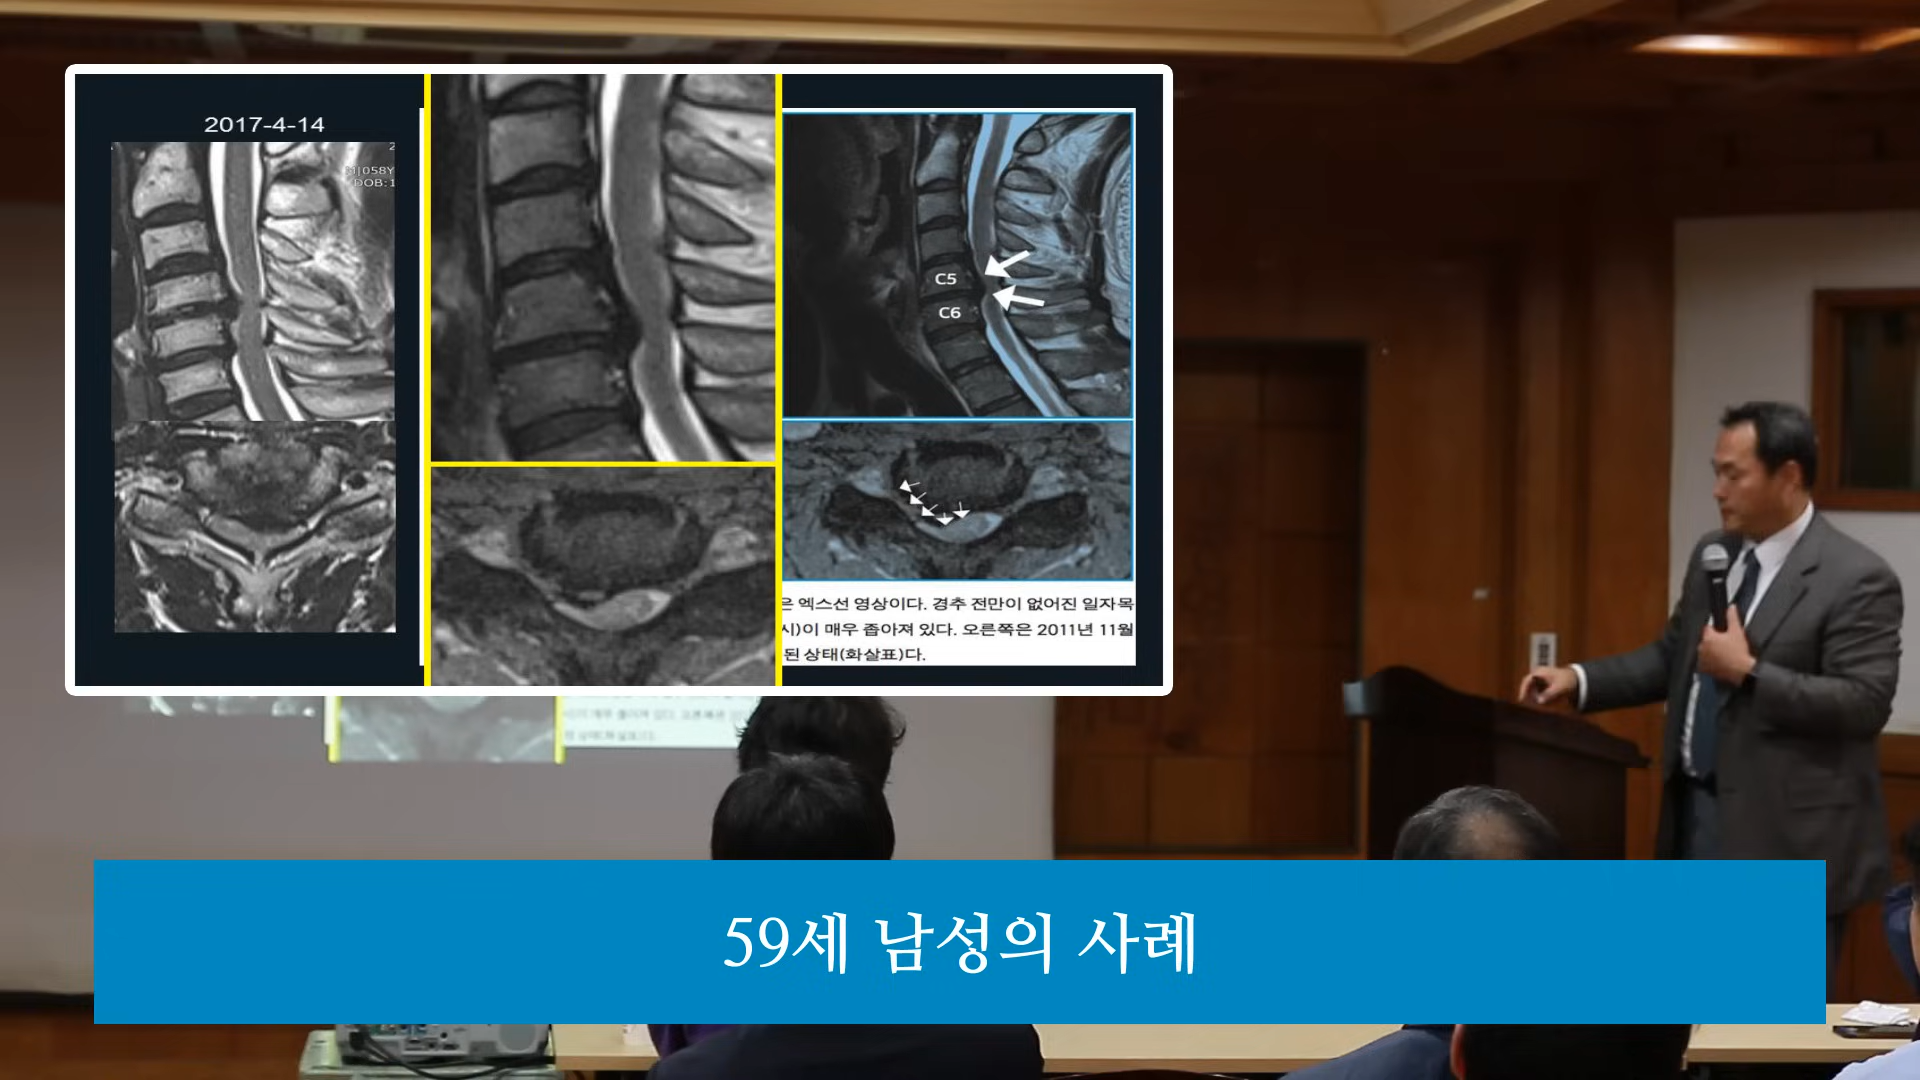 2017-4-14
058Y
DOB:1
C5
C6
은 엑스선 영상이다. 경추 전만이 없어진 일자목
시)이 매우 좁아져 있다. 오른쪽은 2011년 11월
된 상태(화살표)다.
59세 남성의 사례